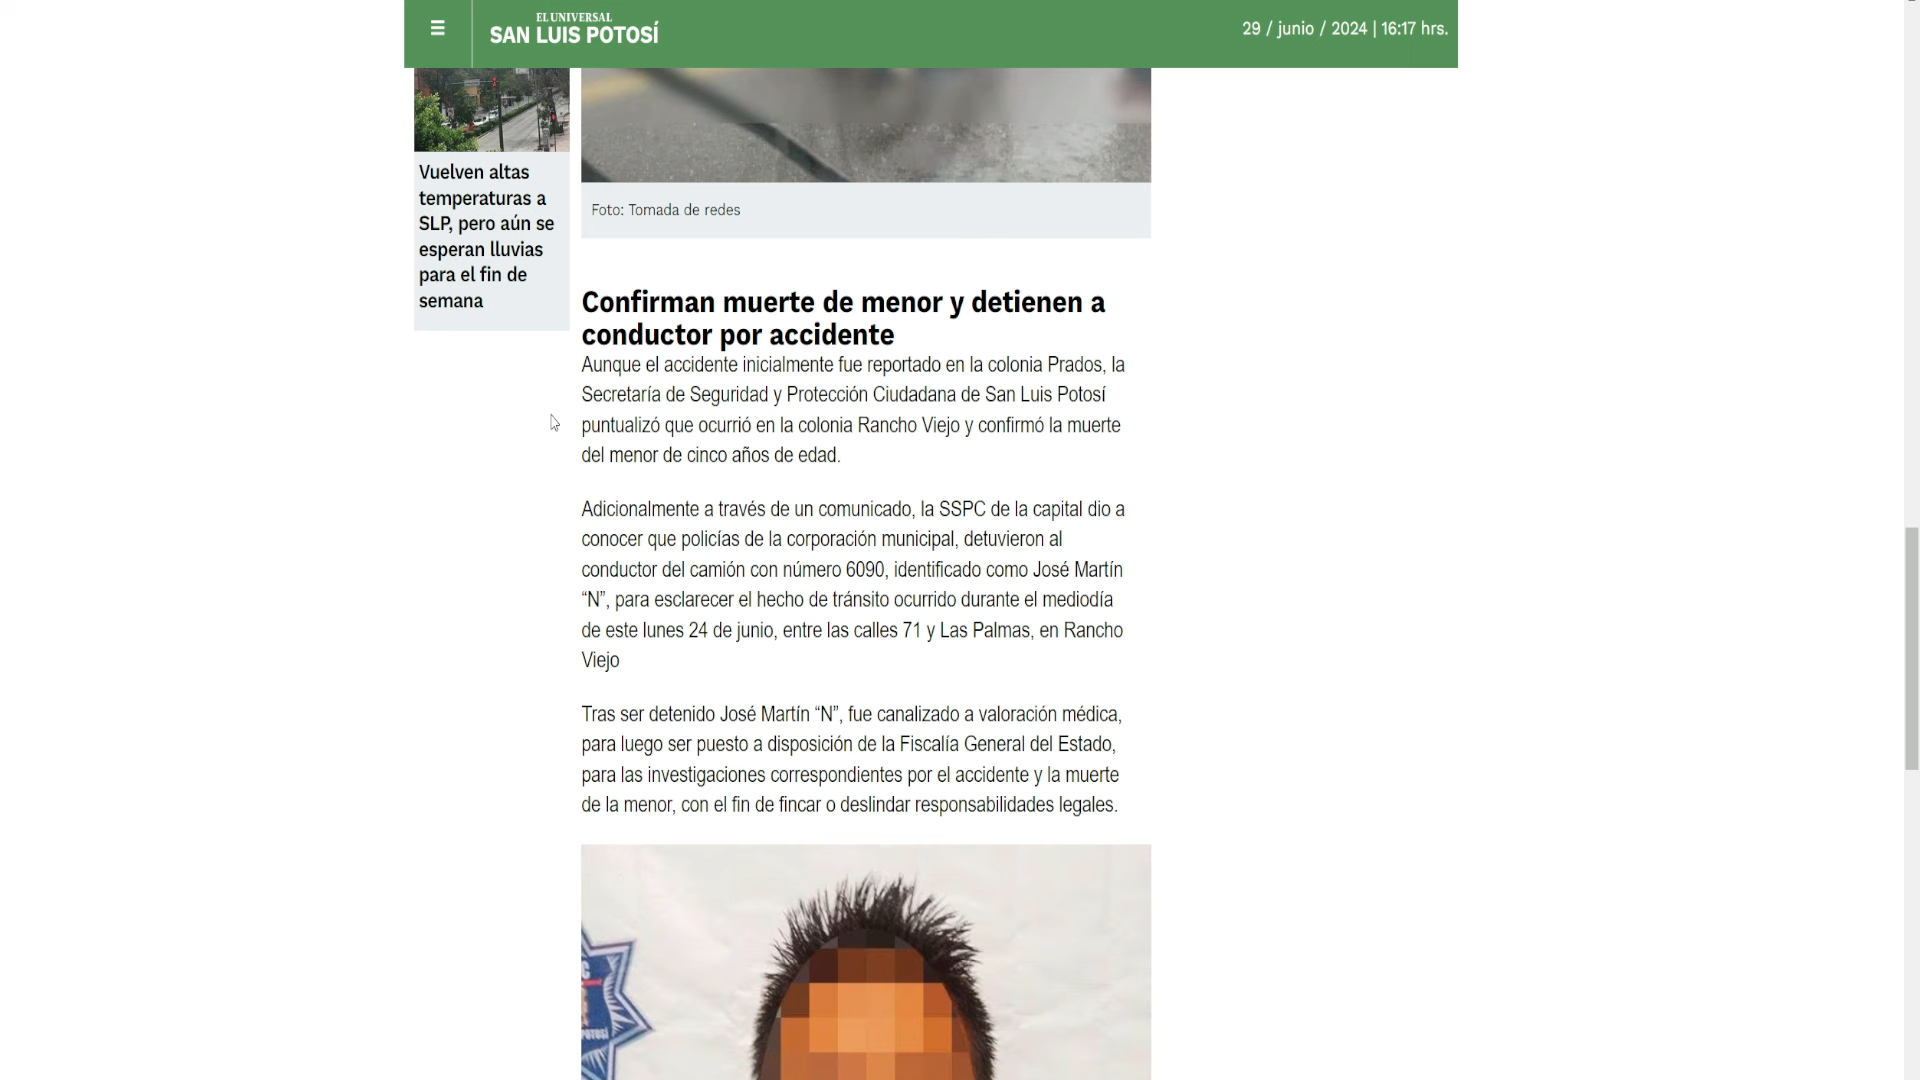 EL UNIVERSAL
SAN LUIS POTOSÍ
29 / junio / 2024 | 16:17 hrs.
Vuelven altas
temperaturas a
SLP, pero aún se
esperan lluvias
para el fin de
semana
Foto: Tomada de redes
Confirman muerte de menor y detienen a
conductor por accidente
Aunque el accidente inicialmente fue reportado en la colonia Prados, la
Secretaría de Seguridad y Protección Ciudadana de San Luis Potosí
puntualizó que ocurrió en la colonia Rancho Viejo y confirmó la muerte
del menor de cinco años de edad.
Adicionalmente a través de un comunicado, la SSPC de la capital dio a
conocer que policías de la corporación municipal, detuvieron al
conductor del camión con número 6090, identificado como José Martín
“N”, para esclarecer el hecho de tránsito ocurrido durante el mediodía
de este lunes 24 de junio, entre las calles 71 y Las Palmas, en Rancho
Viejo
Tras ser detenido José Martín “N”, fue canalizado a valoración médica,
para luego ser puesto a disposición de la Fiscalía General del Estado,
para las investigaciones correspondientes por el accidente y la muerte
de la menor, con el fin de fincar o deslindar responsabilidades legales.